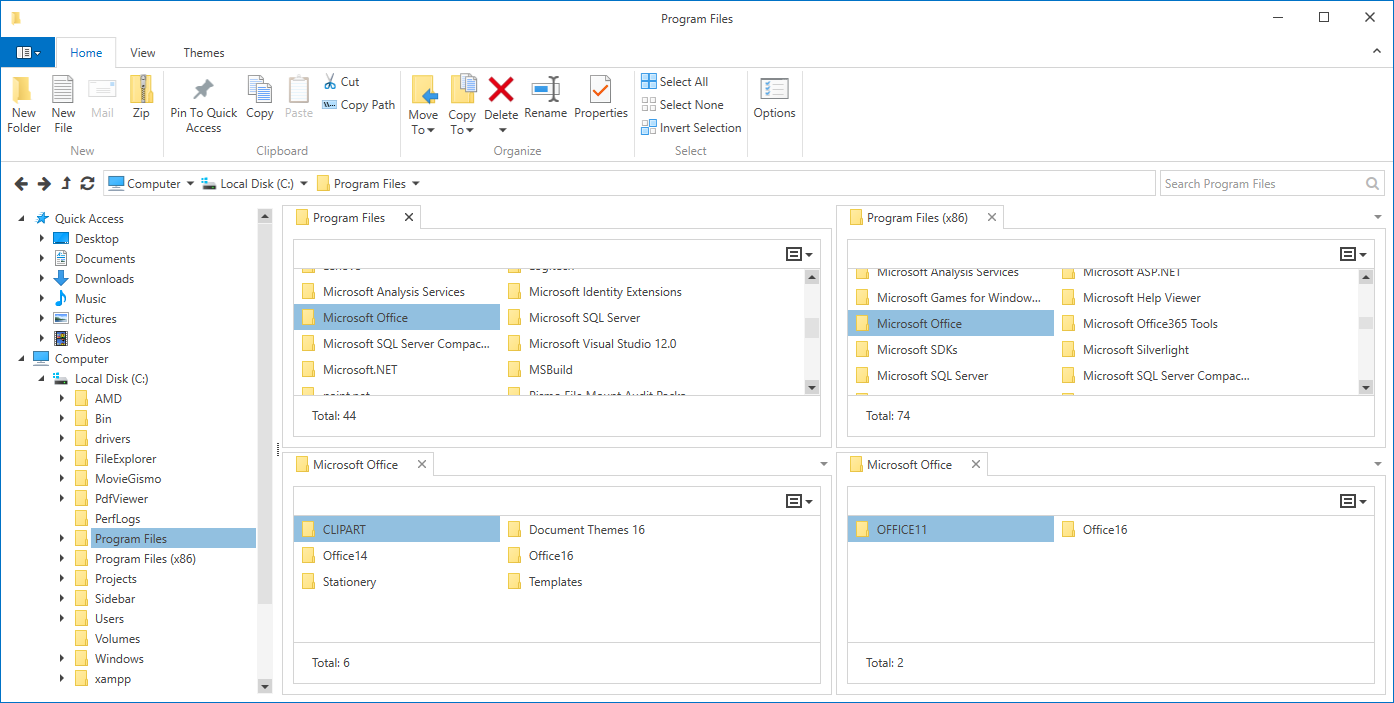 Program Files
Home View Themes
New Folder
New File
Mail
Zip
New
Pin To Quick Access
Copy
Paste
Cut
Copy Path
Clipboard
Move To
Copy To
Delete
Rename
Properties
Organize
Select All
Select None
Invert Selection
Select
Options
Computer Local Disk (C:) Program Files
Search Program Files
Quick Access
Desktop
Documents
Downloads
Music
Pictures
Videos
Computer
Local Disk (C:)
AMD
Bin
drivers
FileExplorer
MovieGismo
PdfViewer
PerfLogs
Program Files
Program Files (x86)
Projects
Sidebar
Users
Volumes
Windows
xampp
Program Files
Microsoft Analysis Services Microsoft Identity Extensions
Microsoft Office Microsoft SQL Server
Microsoft SQL Server Compac... Microsoft Visual Studio 12.0
Microsoft.NET MSBuild
Total: 44
Program Files (x86)
Microsoft Analysis Services Microsoft ASP.NET
Microsoft Games for Window... Microsoft Help Viewer
Microsoft Office Microsoft Office365 Tools
Microsoft SDKs Microsoft Silverlight
Microsoft SQL Server Microsoft SQL Server Compac...
Total: 74
Microsoft Office
CLIPART Document Themes 16
Office14 Office16
Stationery Templates
Total: 6
Microsoft Office
OFFICE11 Office16
Total: 2